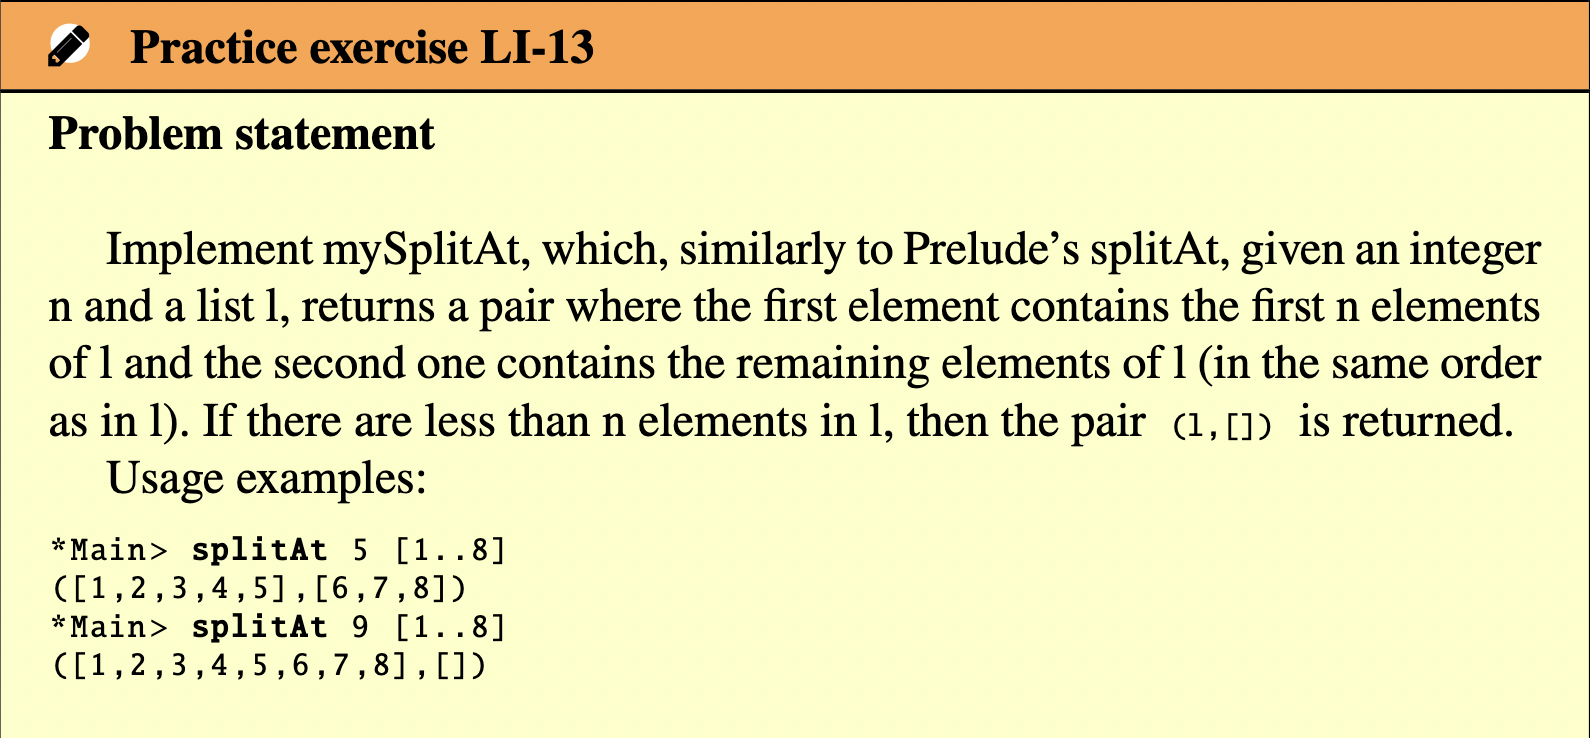 Practice exercise LI-13
Problem statement
Implement mySplitAt, which, similarly to Prelude’s splitAt, given an integer
n and a list l, returns a pair where the first element contains the first n elements
of l and the second one contains the remaining elements of l (in the same order
as in l). If there are less than n elements in l, then the pair (l,[]) is returned.
Usage examples:
*Main> splitAt 5 [1..8]
([1,2,3,4,5],[6,7,8])
*Main> splitAt 9 [1..8]
([1,2,3,4,5,6,7,8],[])